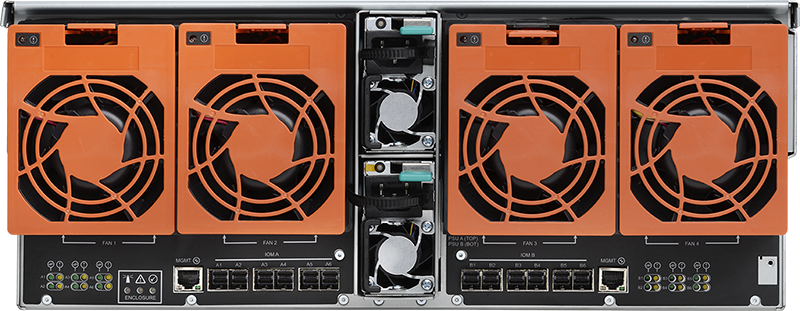 FAN 1
FAN 2
PSU A (TOP)
PSU B (BOT)
FAN 3
FAN 4
MGMT
IOM A
A1 A2 A3 A4 A5 A6
ENCLOSURE
IOM B
B1 B2 B3 B4 B5 B6
MGMT